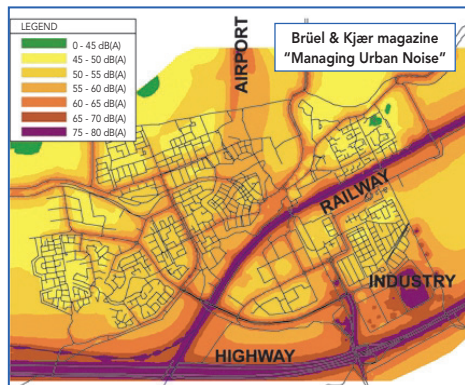 LEGEND
0 - 45 dB(A)
45 - 50 dB(A)
50 - 55 dB(A)
55 - 60 dB(A)
60 - 65 dB(A)
65 - 70 dB(A)
75 - 80 dB(A)
Brüel & Kjær magazine
“Managing Urban Noise”
AIRPORT
RAILWAY
INDUSTRY
HIGHWAY